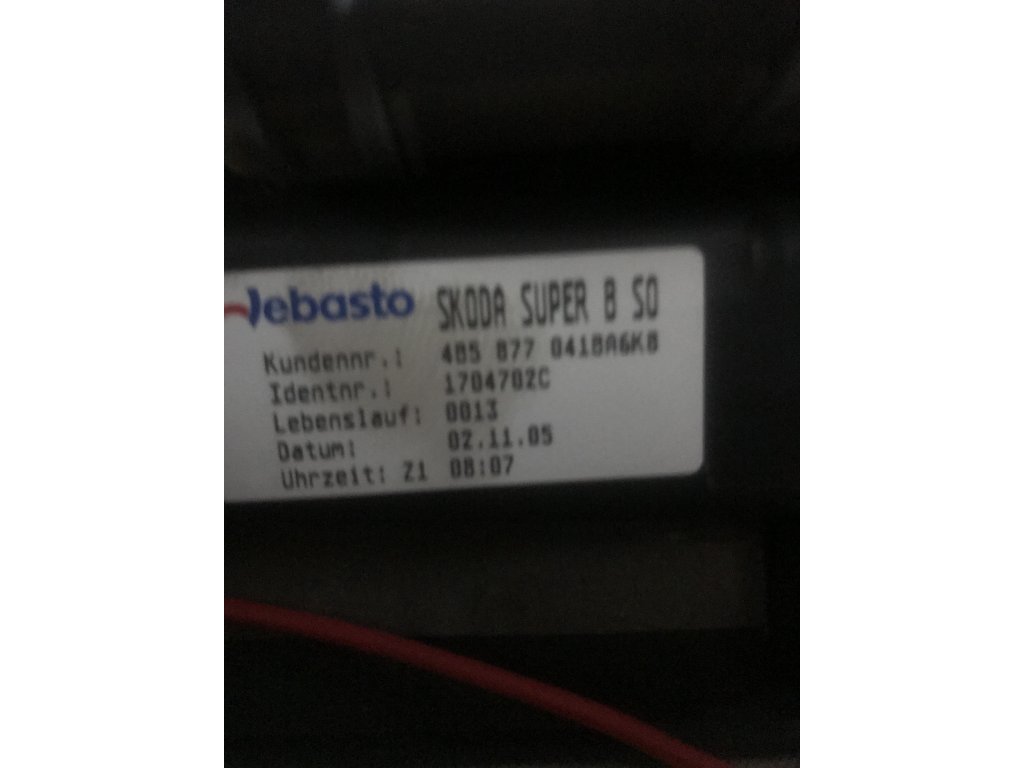 Webasto SKODA SUPER B SO
Kundennr.: 4B5 877 041BA6K8
Identnr.: 1704702C
Lebenslauf: 0013
Datum: 02.11.05
Uhrzeit: Z1 08:07